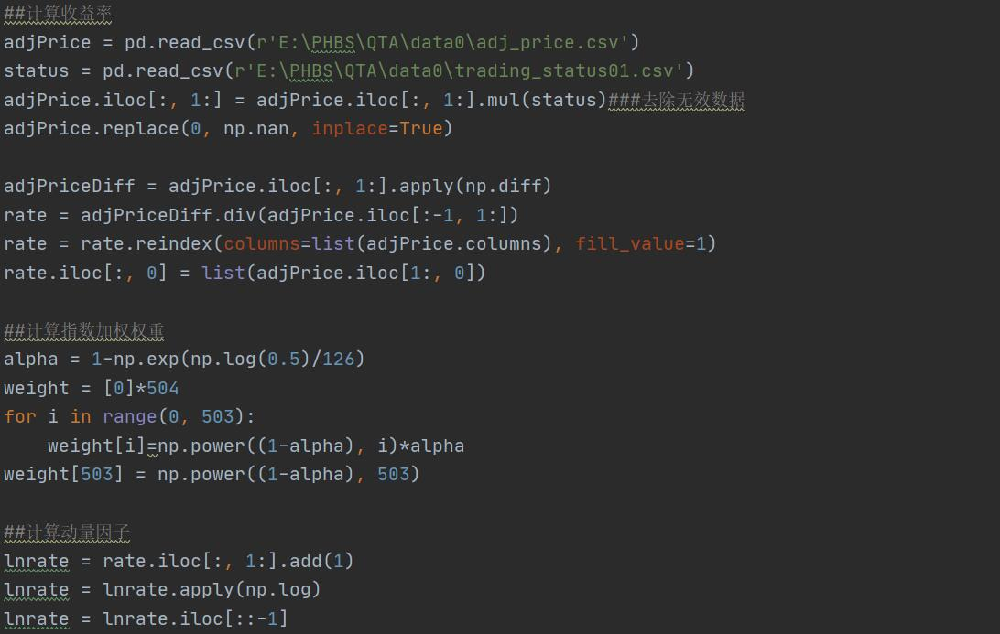 ##计算收益率
adjPrice = pd.read_csv(r'E:\PHBS\QTA\data0\adj_price.csv')
status = pd.read_csv(r'E:\PHBS\QTA\data0\trading_status01.csv')
adjPrice.iloc[:, 1:] = adjPrice.iloc[:, 1:].mul(status)###去除无效数据
adjPrice.replace(0, np.nan, inplace=True)
adjPriceDiff = adjPrice.iloc[:, 1:].apply(np.diff)
rate = adjPriceDiff.div(adjPrice.iloc[:-1, 1:])
rate = rate.reindex(columns=list(adjPrice.columns), fill_value=1)
rate.iloc[:, 0] = list(adjPrice.iloc[1:, 0])
##计算指数加权权重
alpha = 1-np.exp(np.log(0.5)/126)
weight = [0]*504
for i in range(0, 503):
    weight[i]=np.power((1-alpha), i)*alpha
weight[503] = np.power((1-alpha), 503)
##计算动量因子
lnrate = rate.iloc[:, 1:].add(1)
lnrate = lnrate.apply(np.log)
lnrate = lnrate.iloc[::-1]